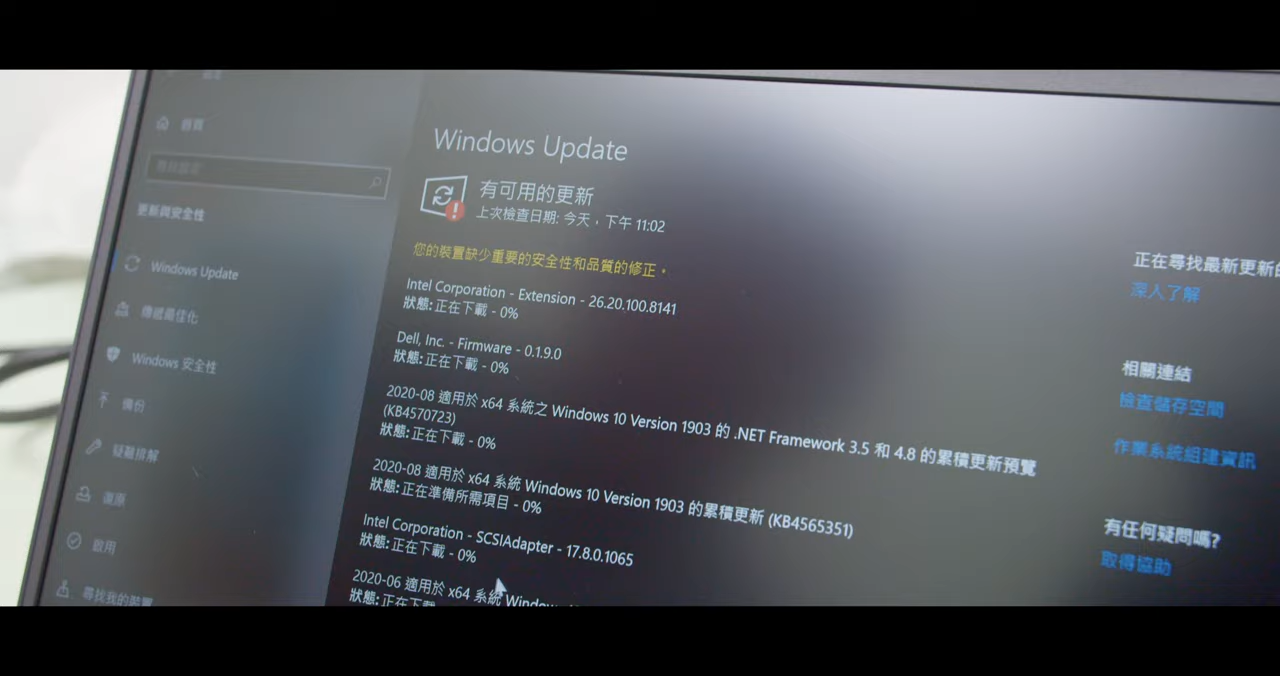 首頁
尋找設定
更新與安全性
Windows Update
傳遞最佳化
Windows 安全性
備份
疑難排解
復原
啟用
尋找我的裝置
Windows Update
有可用的更新
上次檢查日期: 今天，下午 11:02
您的裝置缺少重要的安全性和品質的修正。
Intel Corporation - Extension - 26.20.100.8141
狀態: 正在下載 - 0%
Dell, Inc. - Firmware - 0.1.9.0
狀態: 正在下載 - 0%
2020-08 適用於 x64 系統之 Windows 10 Version 1903 的 .NET Framework 3.5 和 4.8 的累積更新預覽
(KB4570723)
狀態: 正在下載 - 0%
2020-08 適用於 x64 系統 Windows 10 Version 1903 的累積更新 (KB4565351)
狀態: 正在準備所需項目 - 0%
Intel Corporation - SCSIAdapter - 17.8.0.1065
狀態: 正在下載 - 0%
2020-06 適用於 x64 系統 Windows
狀態: 正在下載
正在尋找最新更新的
深入了解
相關連結
檢查儲存空間
作業系統組建資訊
有任何疑問嗎?
取得協助